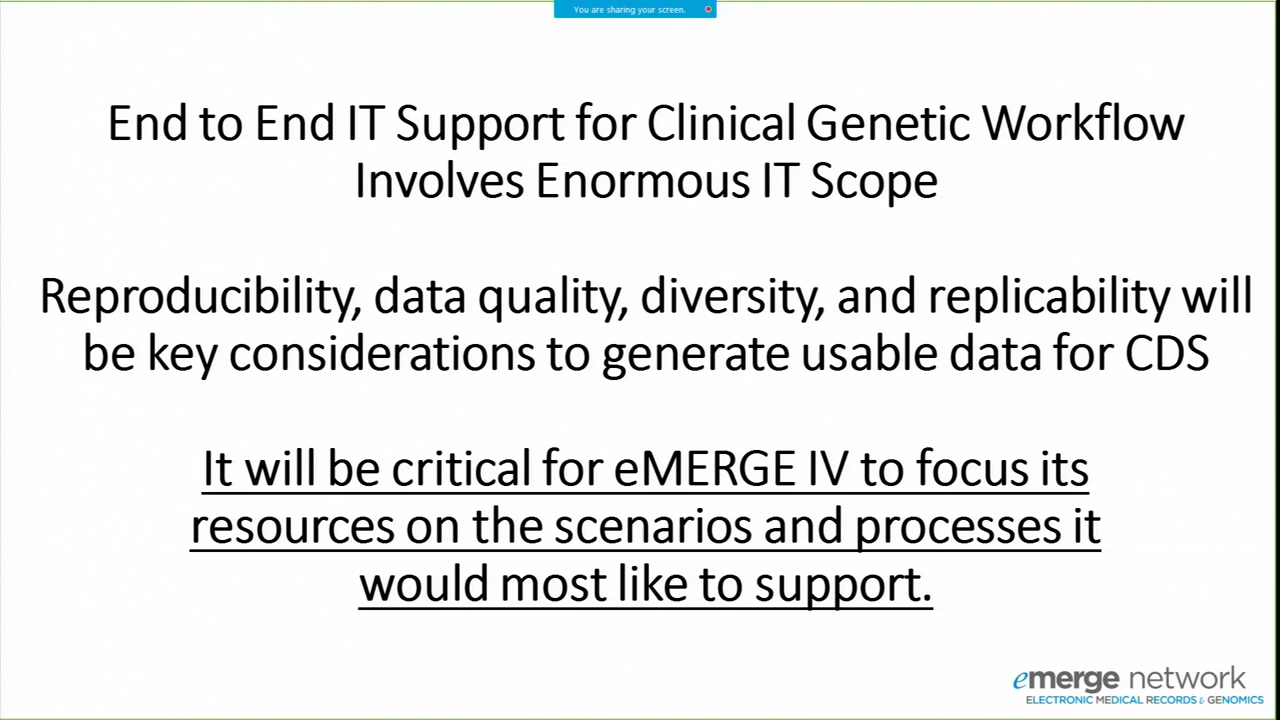 You are sharing your screen.
End to End IT Support for Clinical Genetic Workflow
Involves Enormous IT Scope
Reproducibility, data quality, diversity, and replicability will
be key considerations to generate usable data for CDS
It will be critical for eMERGE IV to focus its
resources on the scenarios and processes it
would most like to support.
emerge network
ELECTRONIC MEDICAL RECORDS & GENOMICS